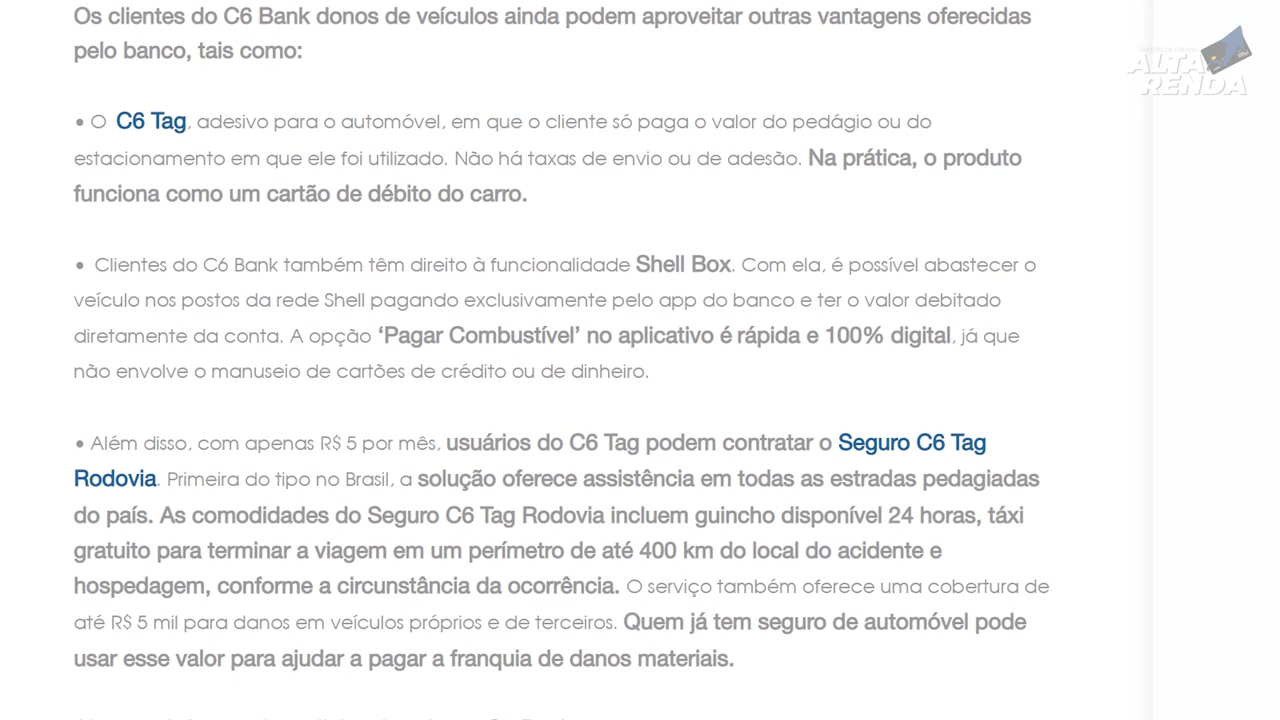 Os clientes do C6 Bank donos de veículos ainda podem aproveitar outras vantagens oferecidas
pelo banco, tais como:
ALTA
RENDA
• O C6 Tag, adesivo para o automóvel, em que o cliente só paga o valor do pedágio ou do
estacionamento em que ele foi utilizado. Não há taxas de envio ou de adesão. Na prática, o produto
funciona como um cartão de débito do carro.
• Clientes do C6 Bank também têm direito à funcionalidade Shell Box. Com ela, é possível abastecer o
veículo nos postos da rede Shell pagando exclusivamente pelo app do banco e ter o valor debitado
diretamente da conta. A opção ‘Pagar Combustível’ no aplicativo é rápida e 100% digital, já que
não envolve o manuseio de cartões de crédito ou de dinheiro.
• Além disso, com apenas R$ 5 por mês, usuários do C6 Tag podem contratar o Seguro C6 Tag
Rodovia. Primeira do tipo no Brasil, a solução oferece assistência em todas as estradas pedagiadas
do país. As comodidades do Seguro C6 Tag Rodovia incluem guincho disponível 24 horas, táxi
gratuito para terminar a viagem em um perímetro de até 400 km do local do acidente e
hospedagem, conforme a circunstância da ocorrência. O serviço também oferece uma cobertura de
até R$ 5 mil para danos em veículos próprios e de terceiros. Quem já tem seguro de automóvel pode
usar esse valor para ajudar a pagar a franquia de danos materiais.